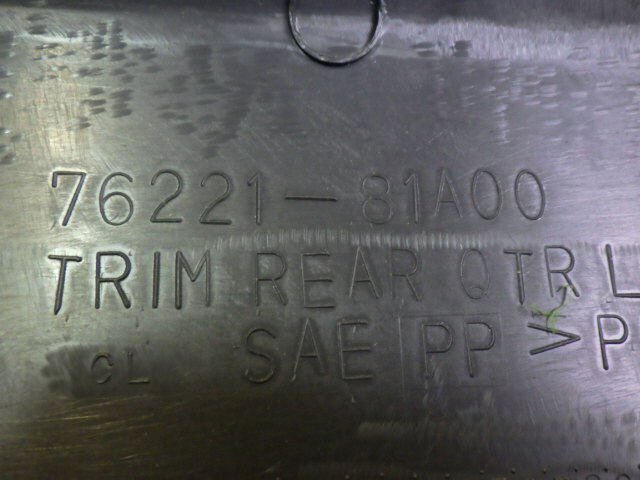 76221-81A00
TRIM REAR QTR L
CL SAE PP >P